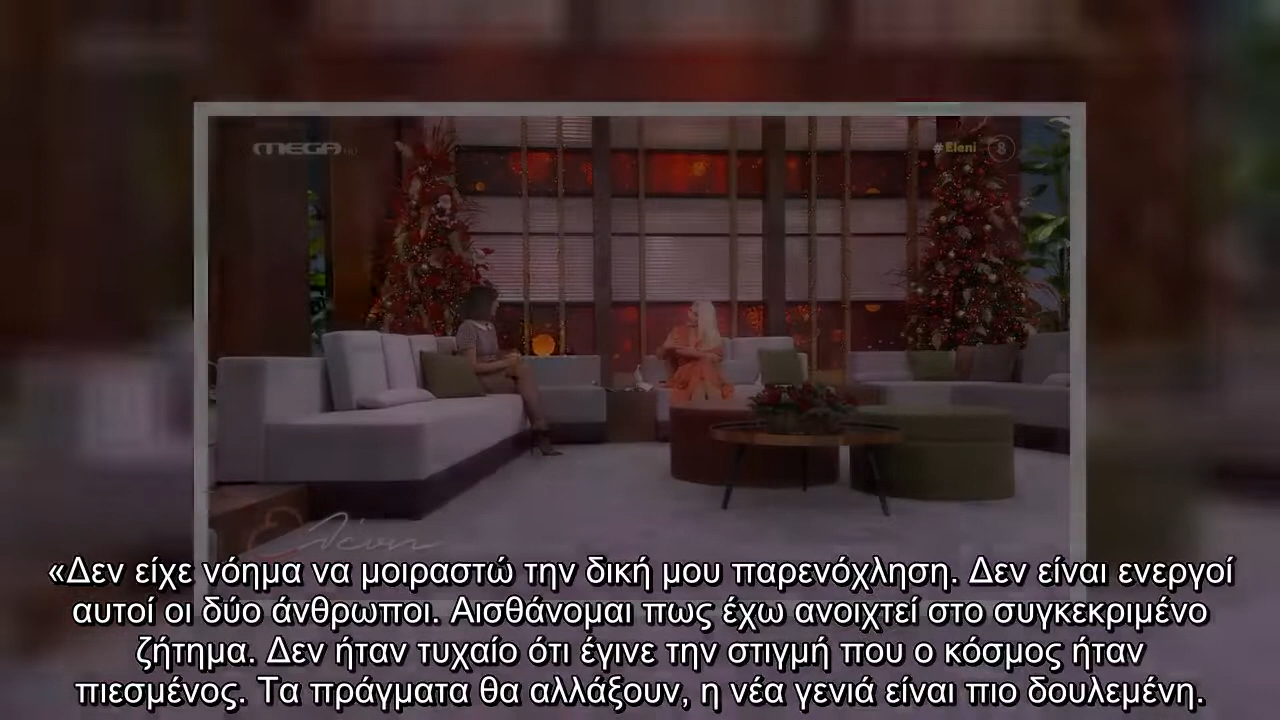 MEGA HD
#Eleni 8
Ελένη
«Δεν είχε νόημα να μοιραστώ την δική μου παρενόχληση. Δεν είναι ενεργοί
αυτοί οι δύο άνθρωποι. Αισθάνομαι πως έχω ανοιχτεί στο συγκεκριμένο
ζήτημα. Δεν ήταν τυχαίο ότι έγινε την στιγμή που ο κόσμος ήταν
πιεσμένος. Τα πράγματα θα αλλάξουν, η νέα γενιά είναι πιο δουλεμένη.